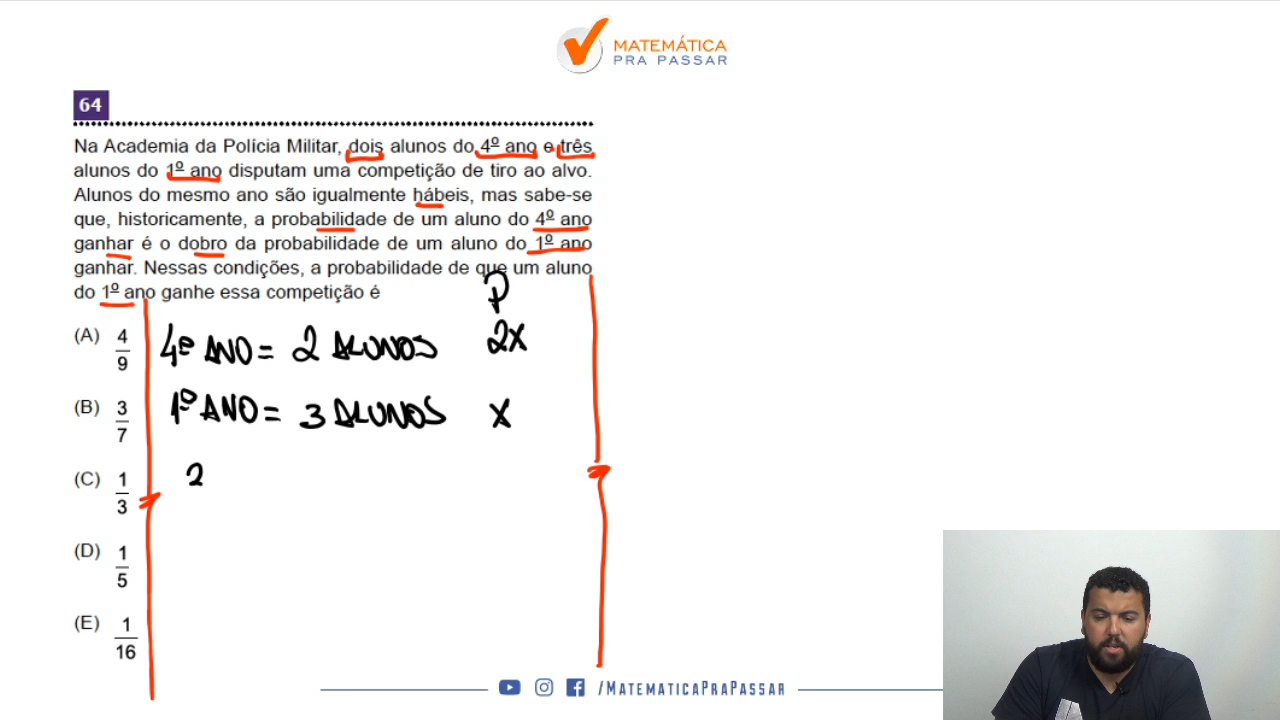 MATEMÁTICA
PRA PASSAR
64
Na Academia da Polícia Militar, dois alunos do 4º ano e três
alunos do 1º ano disputam uma competição de tiro ao alvo.
Alunos do mesmo ano são igualmente hábeis, mas sabe-se
que, historicamente, a probabilidade de um aluno do 4º ano
ganhar é o dobro da probabilidade de um aluno do 1º ano
ganhar. Nessas condições, a probabilidade de que um aluno
do 1º ano ganhe essa competição é
P
(A) 4/9
4º ANO = 2 ALUNOS 2x
(B) 3/7
1º ANO = 3 ALUNOS x
(C) 1/3
2
(D) 1/5
(E) 1/16
/MATEMATICAPRAPASSAR